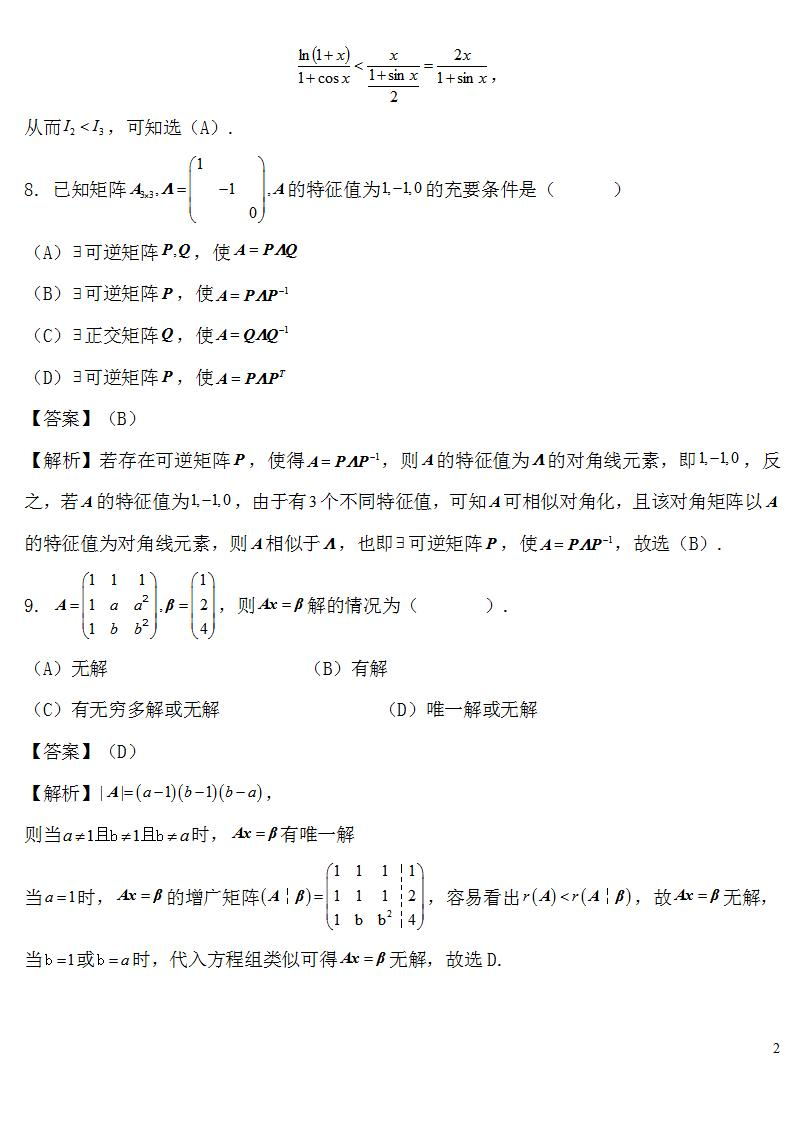 ln(1+x)/(1+cos x) < x/((1+sin x)/2) = 2x/(1+sin x),
从而I₂ < I₃, 可知选(A).
8. 已知矩阵 A₃ₓ₃, Λ = (1 −1 0), A 的特征值为1,−1,0 的充要条件是( )
(A)∃可逆矩阵 P,Q, 使 A = PΛQ
(B)∃可逆矩阵 P, 使 A = PΛP⁻¹
(C)∃正交矩阵 Q, 使 A = QΛQ⁻¹
(D)∃可逆矩阵 P, 使 A = PΛPᵀ
【答案】(B)
【解析】若存在可逆矩阵 P, 使得 A = PΛP⁻¹, 则 A 的特征值为 Λ 的对角线元素, 即1,−1,0, 反
之, 若 A 的特征值为1,−1,0, 由于有 3 个不同特征值, 可知 A 可相似对角化, 且该对角矩阵以 A
的特征值为对角线元素, 则 A 相似于 Λ, 也即∃可逆矩阵 P, 使 A = PΛP⁻¹, 故选(B).
9. A = (1 1 1; 1 a a²; 1 b b²), β = (1; 2; 4), 则 Ax = β 解的情况为( ).
(A)无解 (B)有解
(C)有无穷多解或无解 (D)唯一解或无解
【答案】(D)
【解析】| A |= (a−1)(b−1)(b−a),
则当a ≠ 1且b ≠ 1且b ≠ a时, Ax = β 有唯一解
当a = 1时, Ax = β 的增广矩阵(A ¦ β) = (1 1 1 ¦ 1; 1 1 1 ¦ 2; 1 b b² ¦ 4), 容易看出 r(A) < r(A ¦ β), 故 Ax = β 无解,
当b = 1或b = a时, 代入方程组类似可得 Ax = β 无解, 故选 D.
2